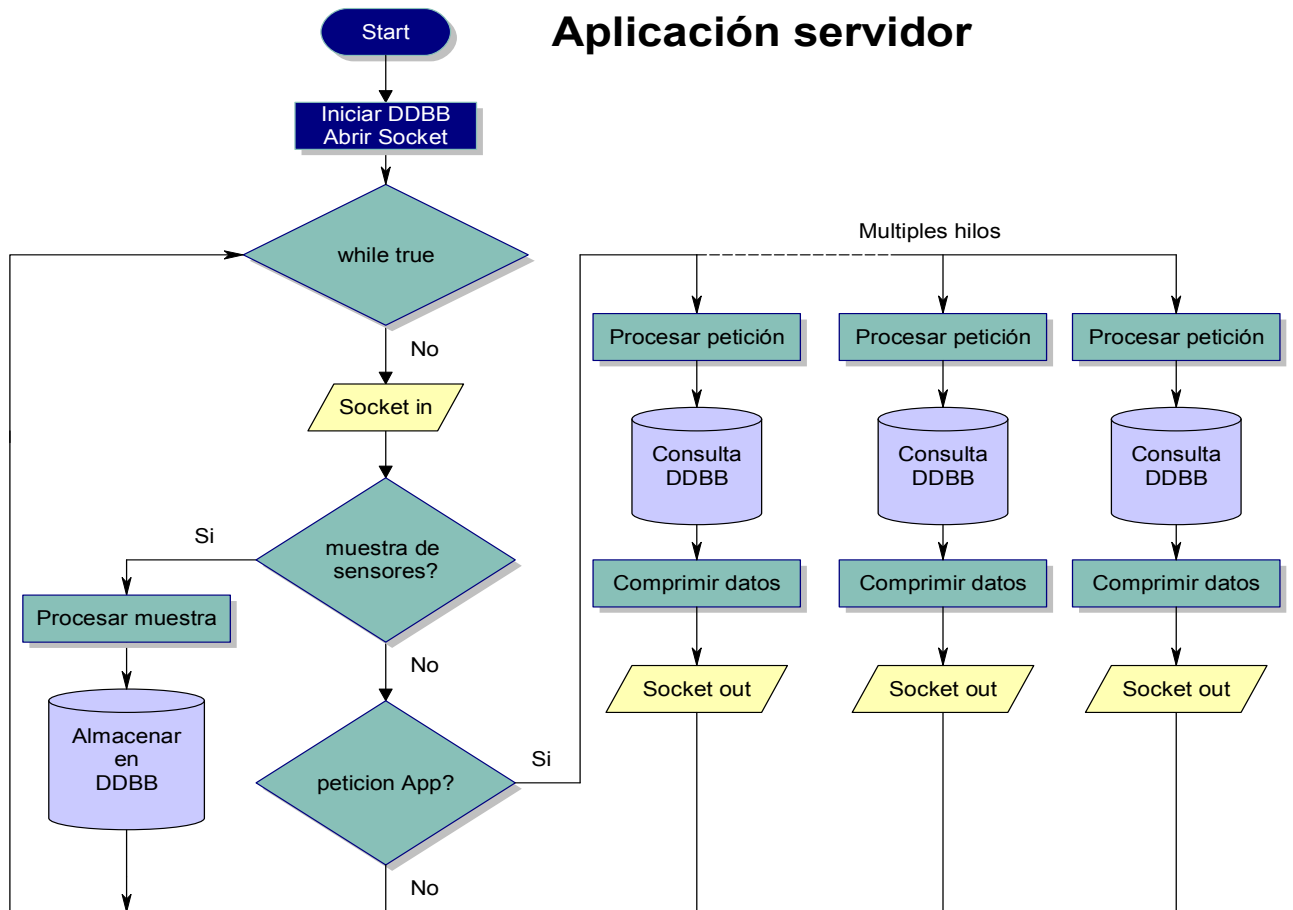 Aplicación servidor
Start
Iniciar DDBB
Abrir Socket
while true
No
Socket in
muestra de
sensores?
Si
Procesar muestra
Almacenar
en
DDBB
No
peticion App?
Si
No
Multiples hilos
Procesar petición
Procesar petición
Procesar petición
Consulta
DDBB
Consulta
DDBB
Consulta
DDBB
Comprimir datos
Comprimir datos
Comprimir datos
Socket out
Socket out
Socket out